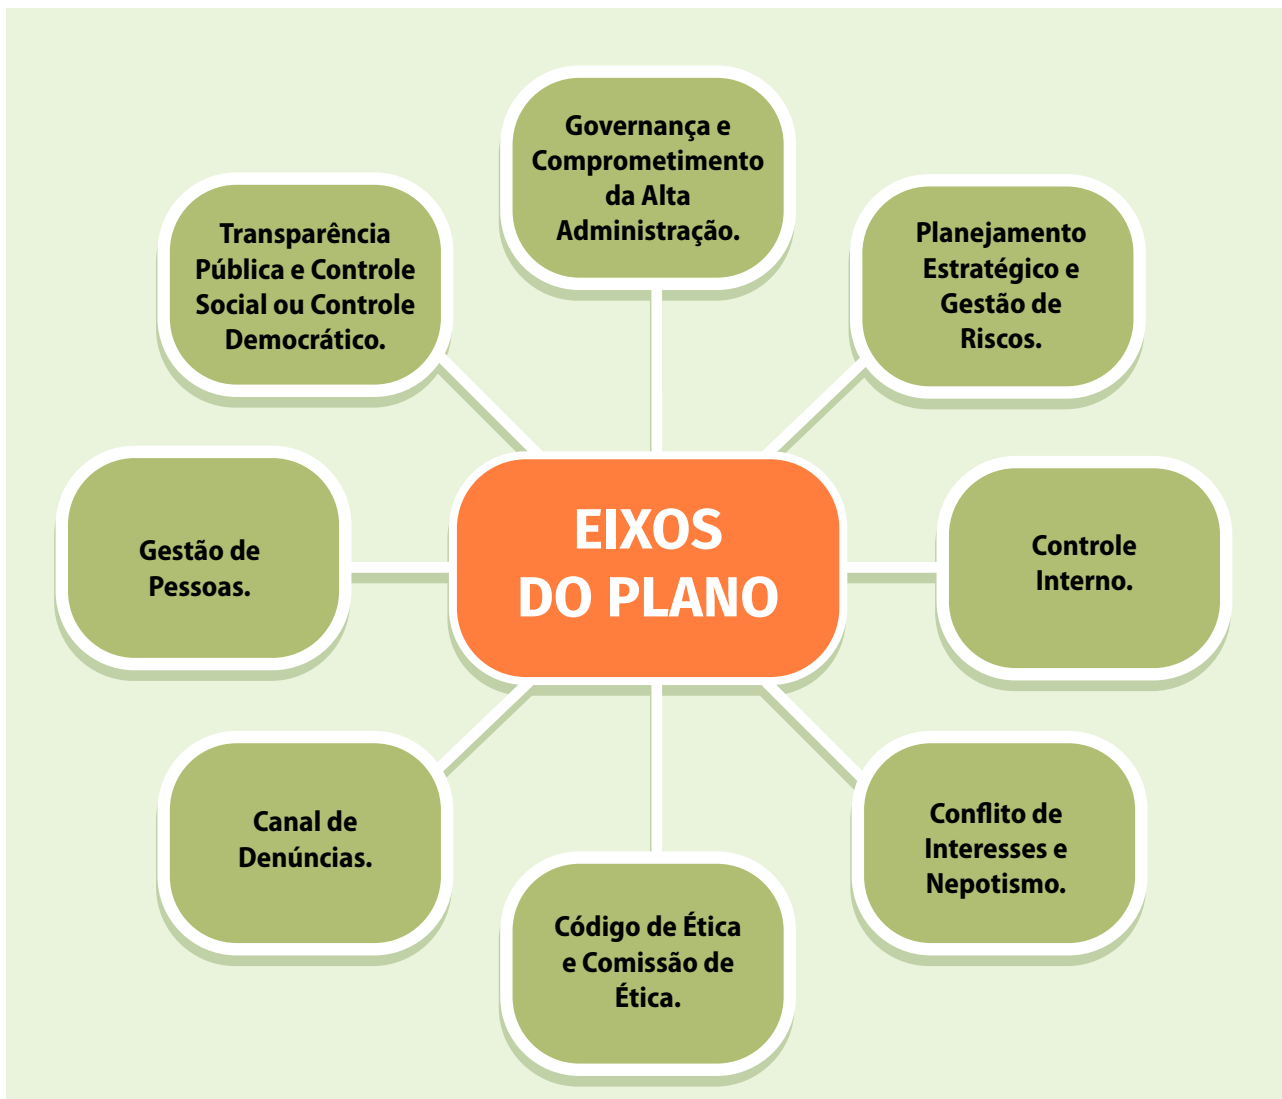 Governança e
Comprometimento
da Alta
Administração.
Transparência
Pública e Controle
Social ou Controle
Democrático.
Planejamento
Estratégico e
Gestão de
Riscos.
EIXOS
DO PLANO
Gestão de
Pessoas.
Controle
Interno.
Canal de
Denúncias.
Conflito de
Interesses e
Nepotismo.
Código de Ética
e Comissão de
Ética.